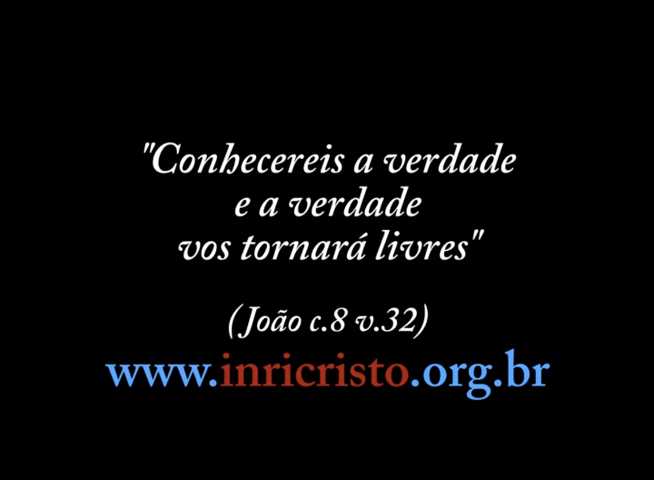 "Conhecereis a verdade
e a verdade
vos tornará livres"
(João c.8 v.32)
www.inricristo.org.br